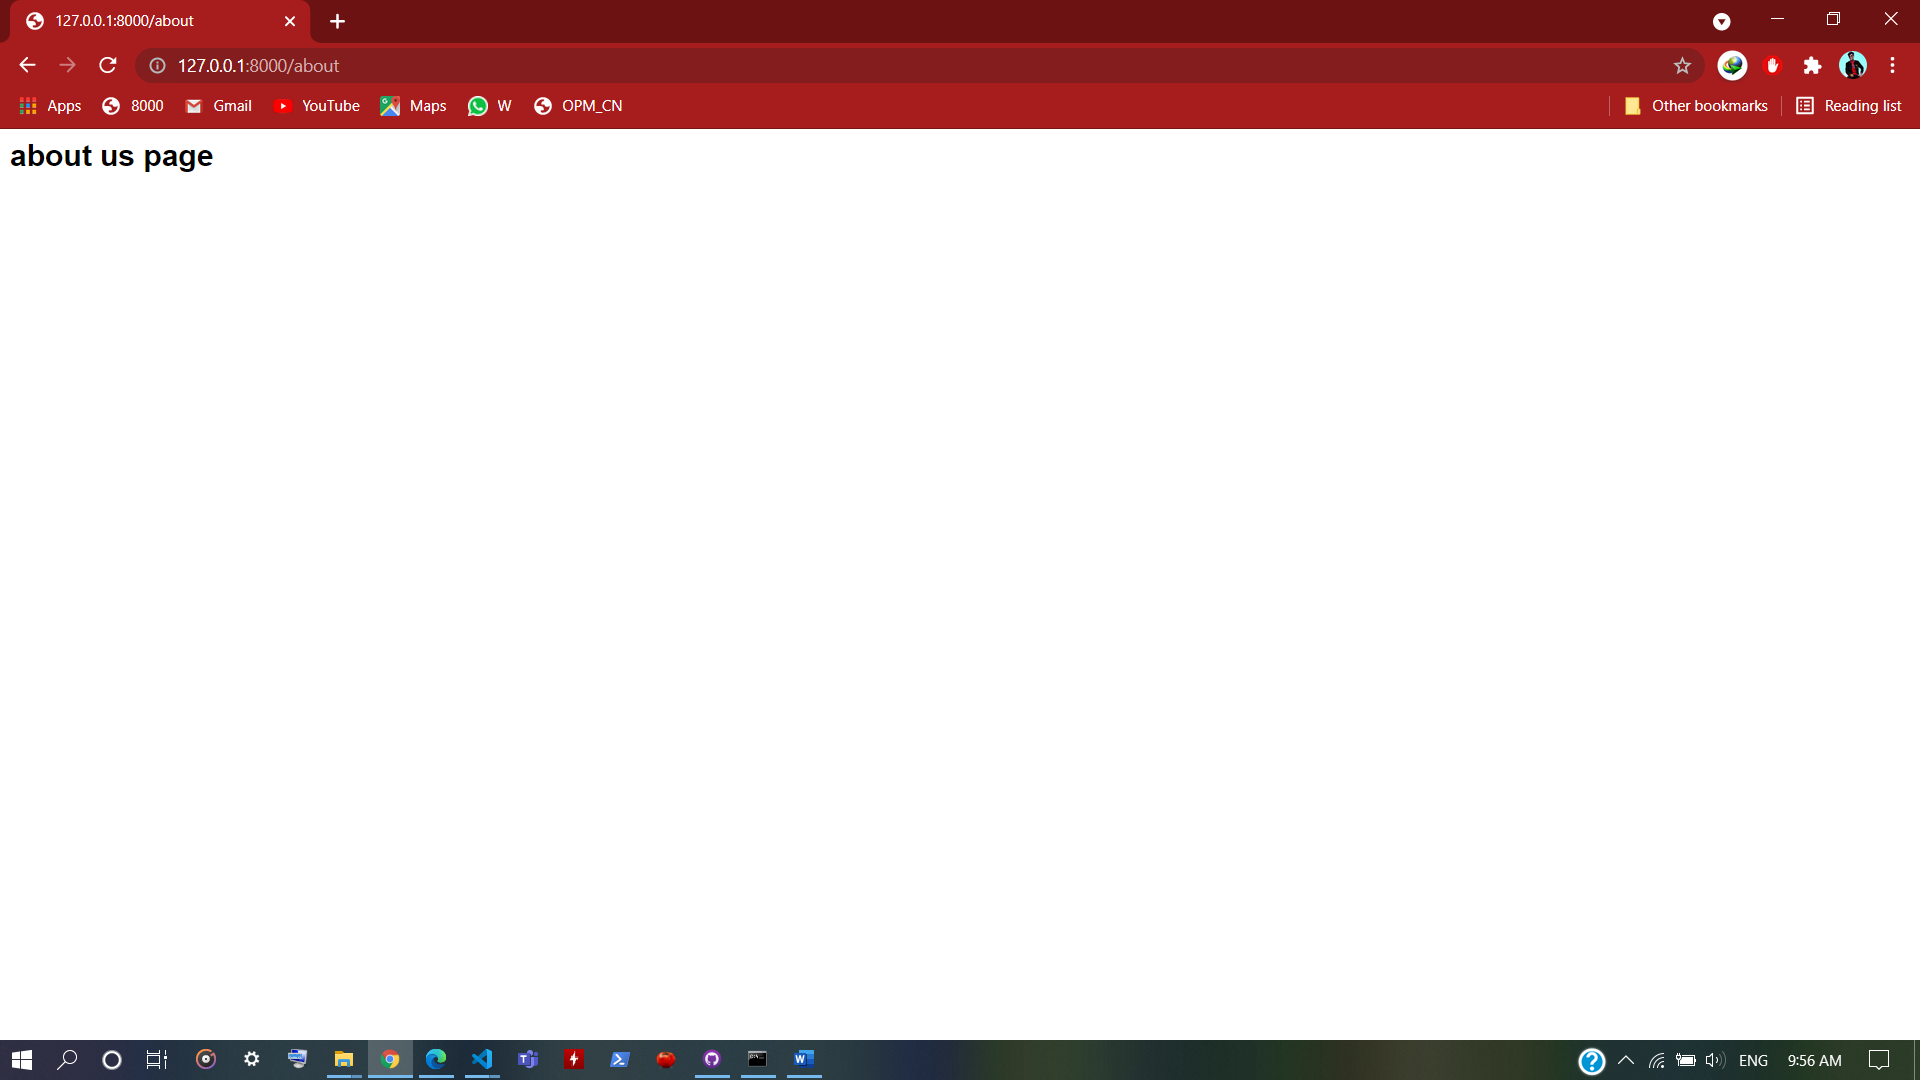 127.0.0.1:8000/about
127.0.0.1:8000/about
Apps 8000 Gmail YouTube Maps W OPM_CN Other bookmarks Reading list
about us page
ENG 9:56 AM